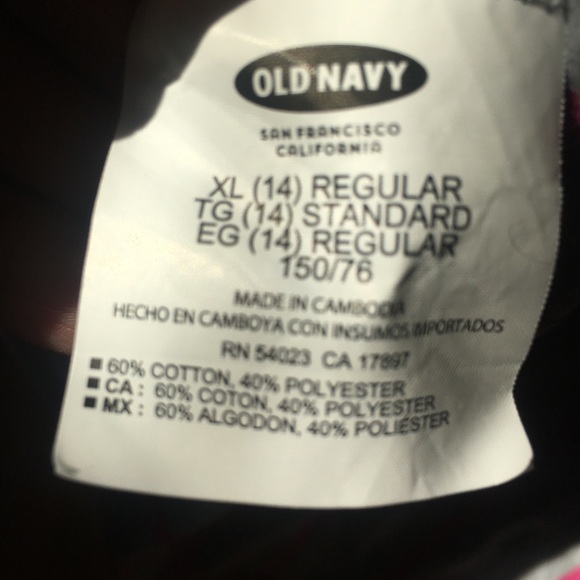 OLD NAVY
SAN FRANCISCO
CALIFORNIA
XL (14) REGULAR
TG (14) STANDARD
EG (14) REGULAR
150/76
MADE IN CAMBODIA
HECHO EN CAMBOYA CON INSUMOS IMPORTADOS
RN 54023 CA 17897
■ 60% COTTON, 40% POLYESTER
■ CA : 60% COTON, 40% POLYESTER
■ MX : 60% ALGODON, 40% POLIÉSTER